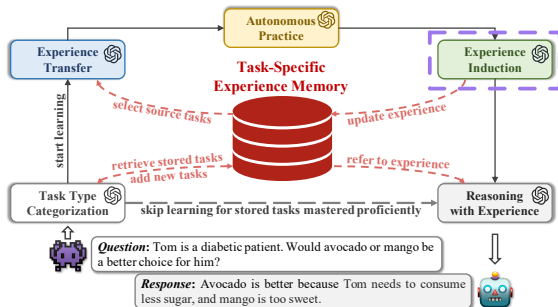 Autonomous
Practice
Experience
Transfer
Experience
Induction
Task-Specific
Experience Memory
select source tasks
update experience
start learning
retrieve stored tasks
add new tasks
refer to experience
Task Type
Categorization
skip learning for stored tasks mastered proficiently
Reasoning
with Experience
Question: Tom is a diabetic patient. Would avocado or mango be
a better choice for him?
Response: Avocado is better because Tom needs to consume
less sugar, and mango is too sweet.